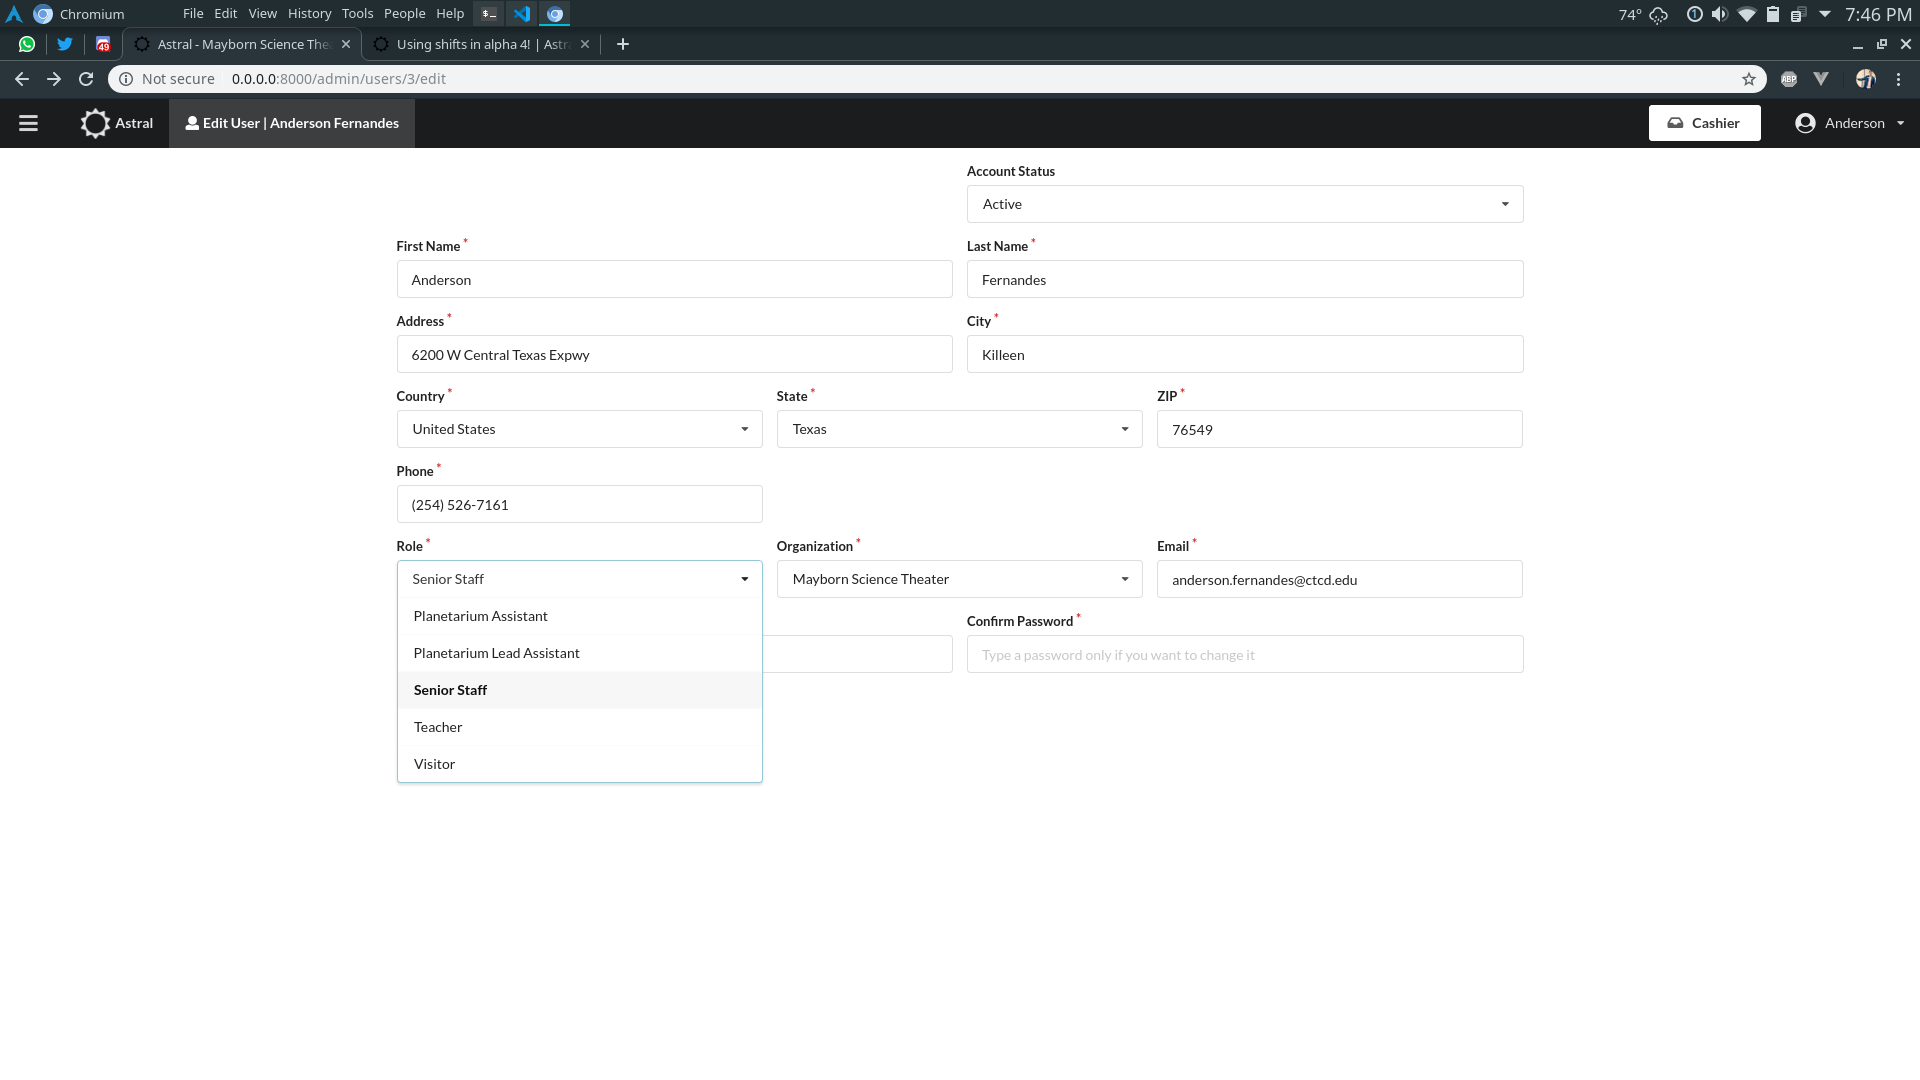 Chromium File Edit View History Tools People Help 74° 7:46 PM
49 Astral - Mayborn Science The Using shifts in alpha 4! | Astr
Not secure 0.0.0.0:8000/admin/users/3/edit ABP
Astral Edit User | Anderson Fernandes Cashier Anderson
Account Status
Active
First Name * Last Name *
Anderson Fernandes
Address * City *
6200 W Central Texas Expwy Killeen
Country * State * ZIP *
United States Texas 76549
Phone *
(254) 526-7161
Role * Organization * Email *
Senior Staff Mayborn Science Theater anderson.fernandes@ctcd.edu
Planetarium Assistant Confirm Password *
Planetarium Lead Assistant Type a password only if you want to change it
Senior Staff
Teacher
Visitor